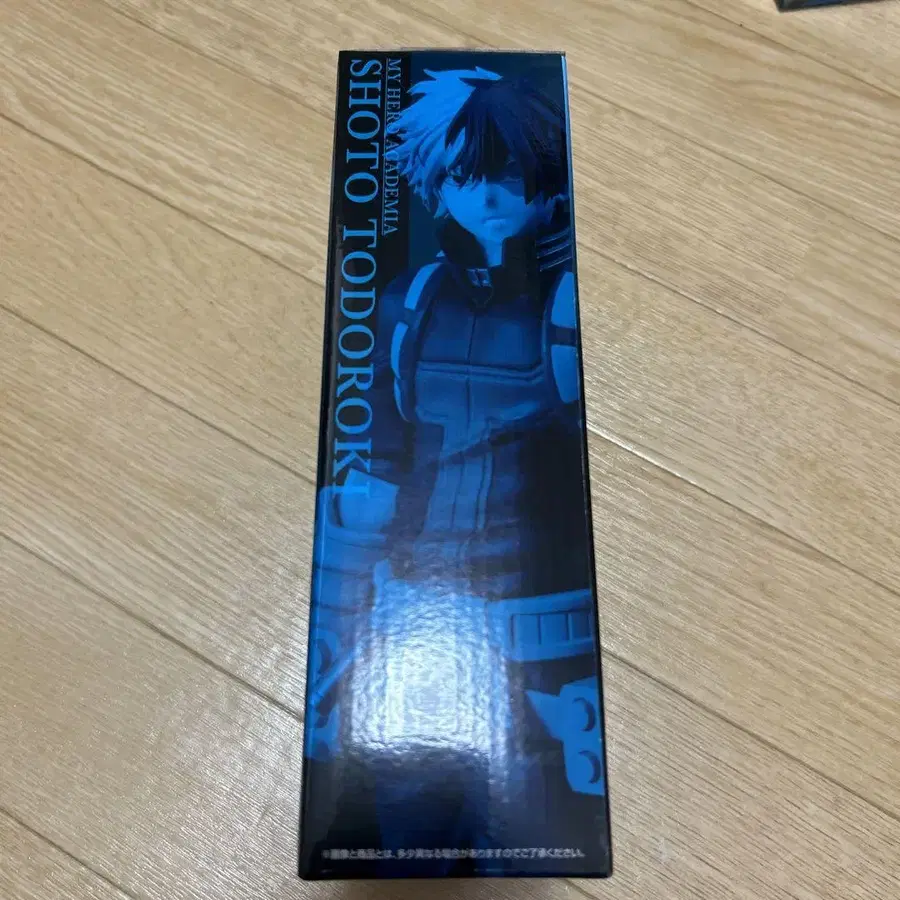 MY HERO ACADEMIA
SHOTO TODOROKI
※画像と商品とは、多少異なる場合がありますのでご了承ください。